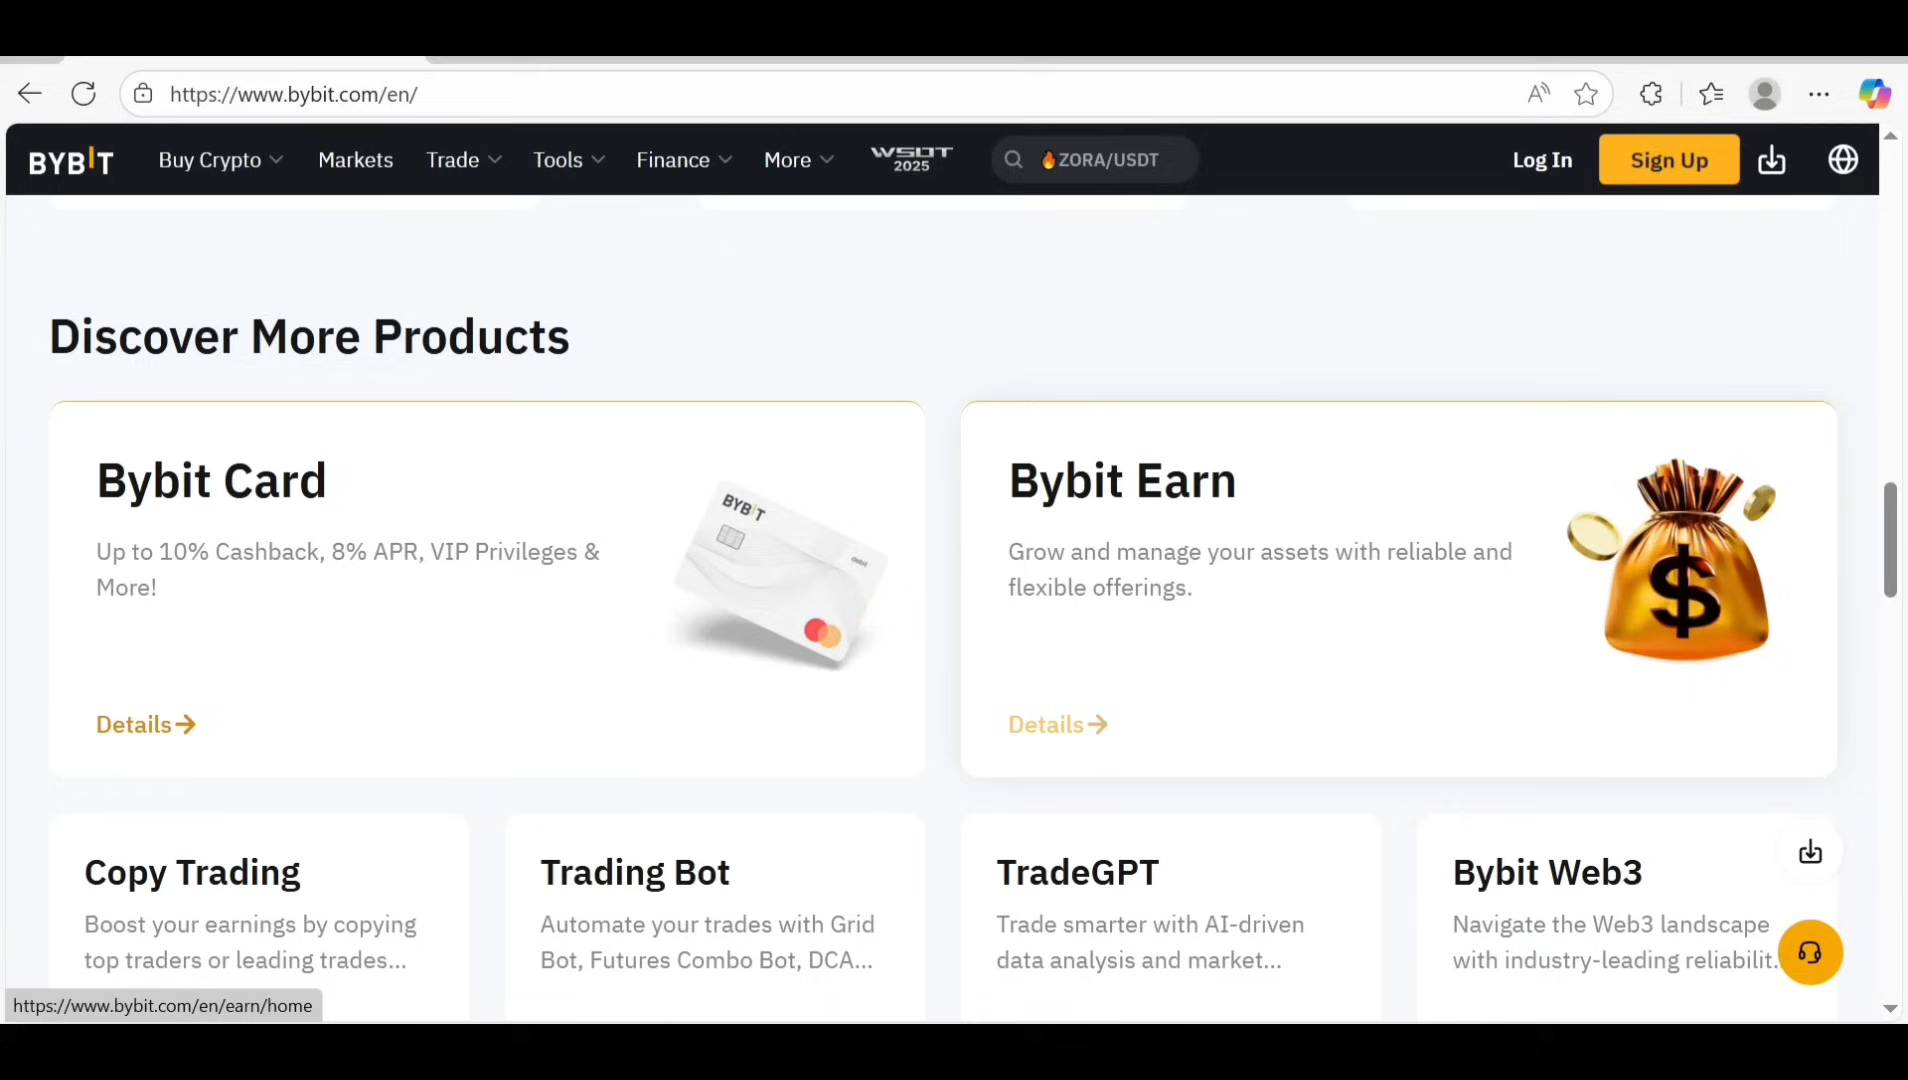 https://www.bybit.com/en/
BYBIT
Buy Crypto
Markets
Trade
Tools
Finance
More
WSOT
2025
ZORA/USDT
Log In
Sign Up
Discover More Products
Bybit Card
Up to 10% Cashback, 8% APR, VIP Privileges &
More!
Details
BYBIT
debit
Bybit Earn
Grow and manage your assets with reliable and
flexible offerings.
Details
$
Copy Trading
Boost your earnings by copying
top traders or leading trades...
Trading Bot
Automate your trades with Grid
Bot, Futures Combo Bot, DCA...
TradeGPT
Trade smarter with AI-driven
data analysis and market...
Bybit Web3
Navigate the Web3 landscape
with industry-leading reliabilit.
https://www.bybit.com/en/earn/home